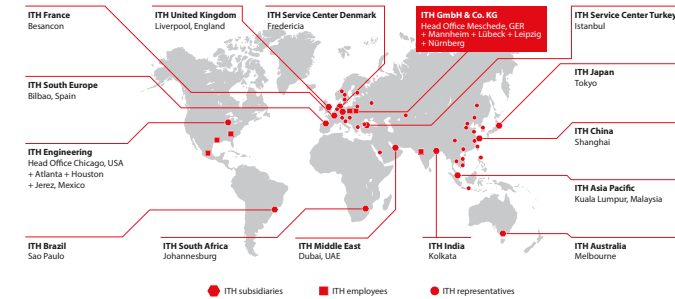 ITH France
Besancon
ITH United Kingdom
Liverpool, England
ITH Service Center Denmark
Fredericia
ITH GmbH & Co. KG
Head Office Meschede, GER
+ Mannheim + Lübeck + Leipzig
+ Nürnberg
ITH Service Center Turkey
Istanbul
ITH South Europe
Bilbao, Spain
ITH Japan
Tokyo
ITH Engineering
Head Office Chicago, USA
+ Atlanta + Houston
+ Jerez, Mexico
ITH China
Shanghai
ITH Asia Pacific
Kuala Lumpur, Malaysia
ITH Brazil
Sao Paulo
ITH South Africa
Johannesburg
ITH Middle East
Dubai, UAE
ITH India
Kolkata
ITH Australia
Melbourne
ITH subsidiaries
ITH employees
ITH representatives